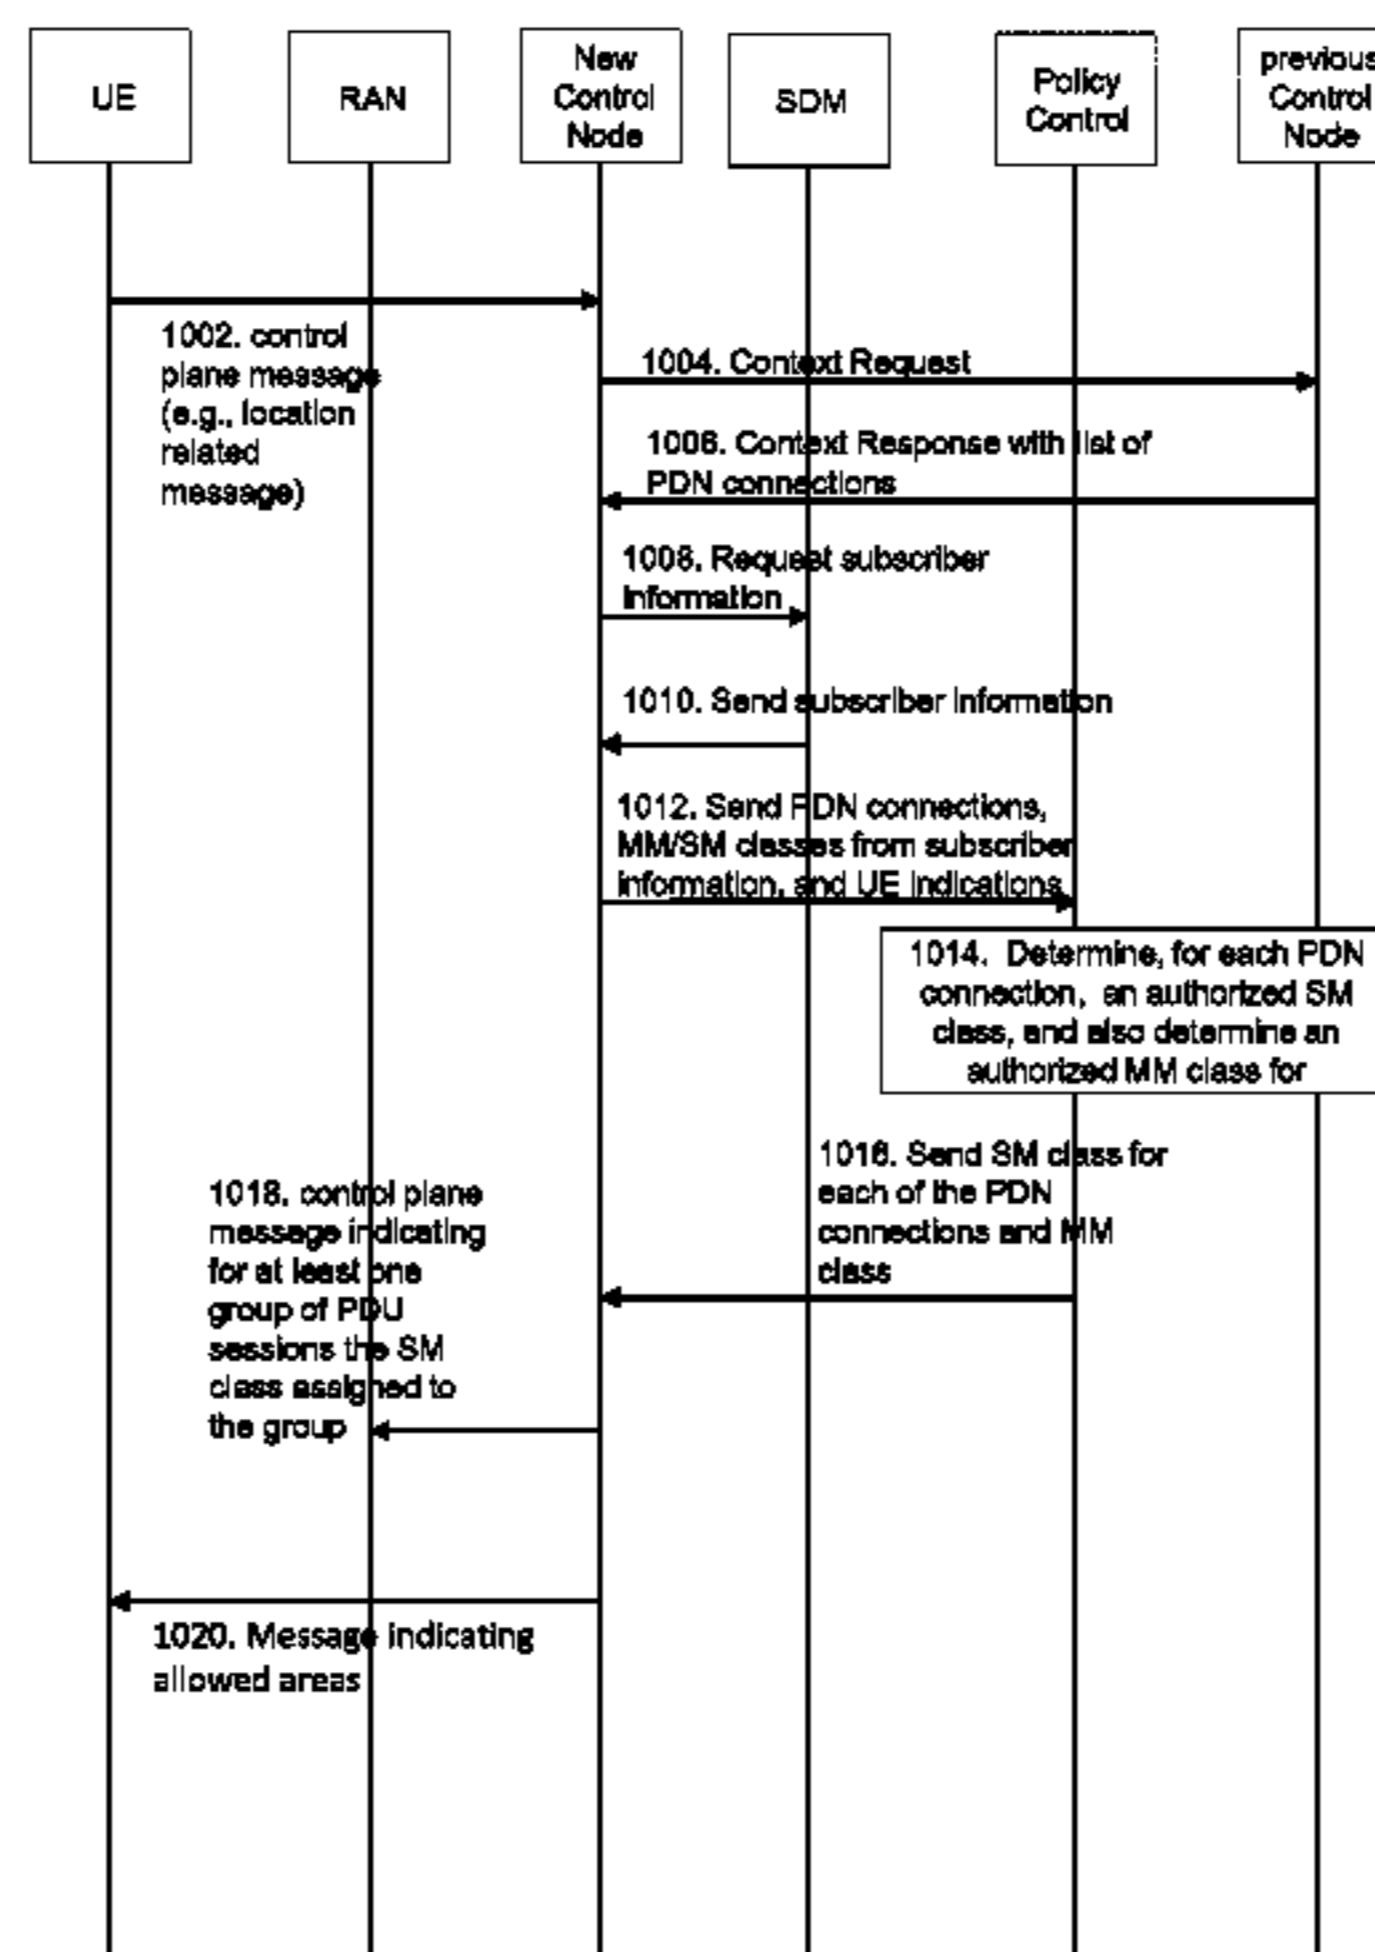 UE
RAN
New
Control
Node
SDM
Policy
Control
previous
Control
Node
1002. control
plane message
(e.g., location
related
message)
1004. Context Request
1006. Context Response with list of
PDN connections
1008. Request subscriber
information
1010. Send subscriber information
1012. Send PDN connections,
MM/SM classes from subscriber
information, and UE indications
1014. Determine, for each PDN
connection, an authorized SM
class, and also determine an
authorized MM class for
1016. Send SM class for
each of the PDN
connections and MM
class
1018. control plane
message indicating
for at least one
group of PDU
sessions the SM
class assigned to
the group
1020. Message indicating
allowed areas